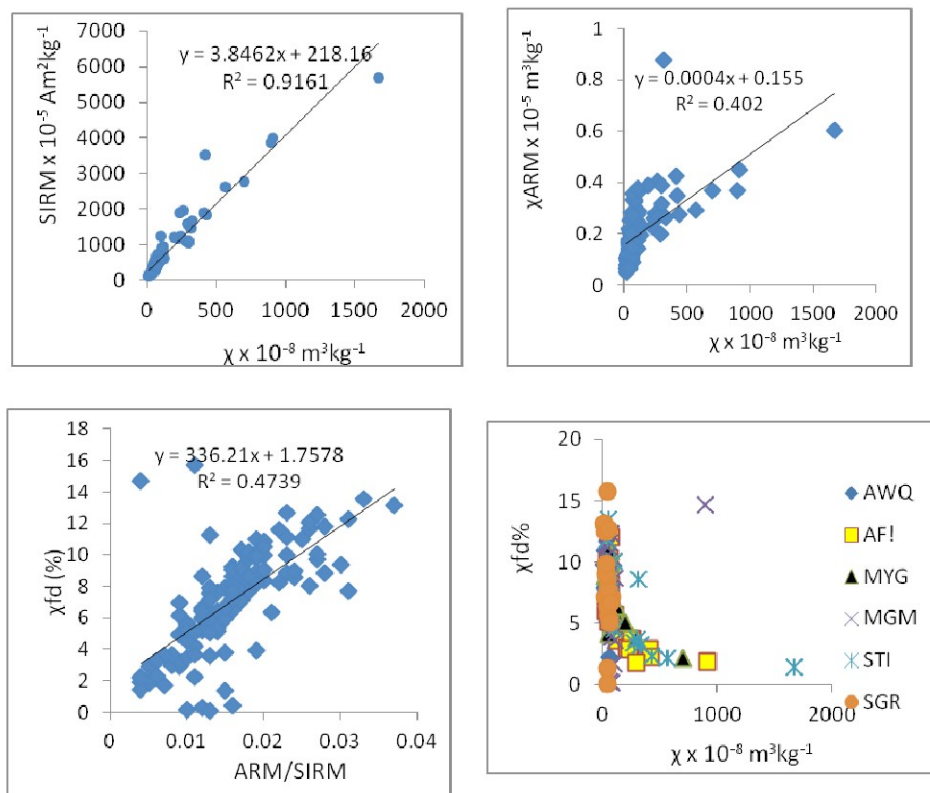 7000
6000
5000
4000
3000
2000
1000
0
SIRM x 10⁻⁵ Am²kg⁻¹
y = 3.8462x + 218.16
R² = 0.9161
0 500 1000 1500 2000
χ x 10⁻⁸ m³kg⁻¹
1
0.8
0.6
0.4
0.2
0
χARM x 10⁻⁵ m³kg⁻¹
y = 0.0004x + 0.155
R² = 0.402
0 500 1000 1500 2000
χ x 10⁻⁸ m³kg⁻¹
18
16
14
12
10
8
6
4
2
0
χfd (%)
y = 336.21x + 1.7578
R² = 0.4739
0 0.01 0.02 0.03 0.04
ARM/SIRM
20
15
10
5
0
χfd%
AWQ
AF!
MYG
MGM
STI
SGR
0 1000 2000
χ x 10⁻⁸ m³kg⁻¹